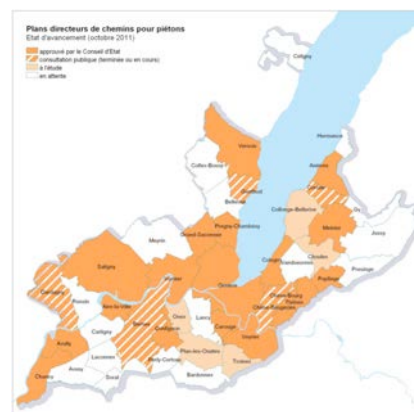 Plans directeurs de chemins pour piétons
Etat d'avancement (octobre 2011)
approuvé par le Conseil d'Etat
consultation publique (terminée ou en cours)
à l'étude
en attente
Céligny
Versoix
Hermance
Collex-Bossy
Anières
Bellevue
Genthod
Corsier
Gy
Collonge-Bellerive
Pregny-Chambésy
Meinier
Jussy
Grand-Saconnex
Meyrin
Choulex
Satigny
Cologny
Vandoeuvres
Presinge
Puplinge
Vernier
Genève
Chêne-Bourg
Thônex
Chêne-Bougeries
Dardagny
Russin
Aire-la-Ville
Onex
Lancy
Bernex
Confignon
Carouge
Cartigny
Veyrier
Avully
Plan-les-Ouates
Laconnex
Perly-Certoux
Troinex
Chancy
Avusy
Soral
Bardonnex